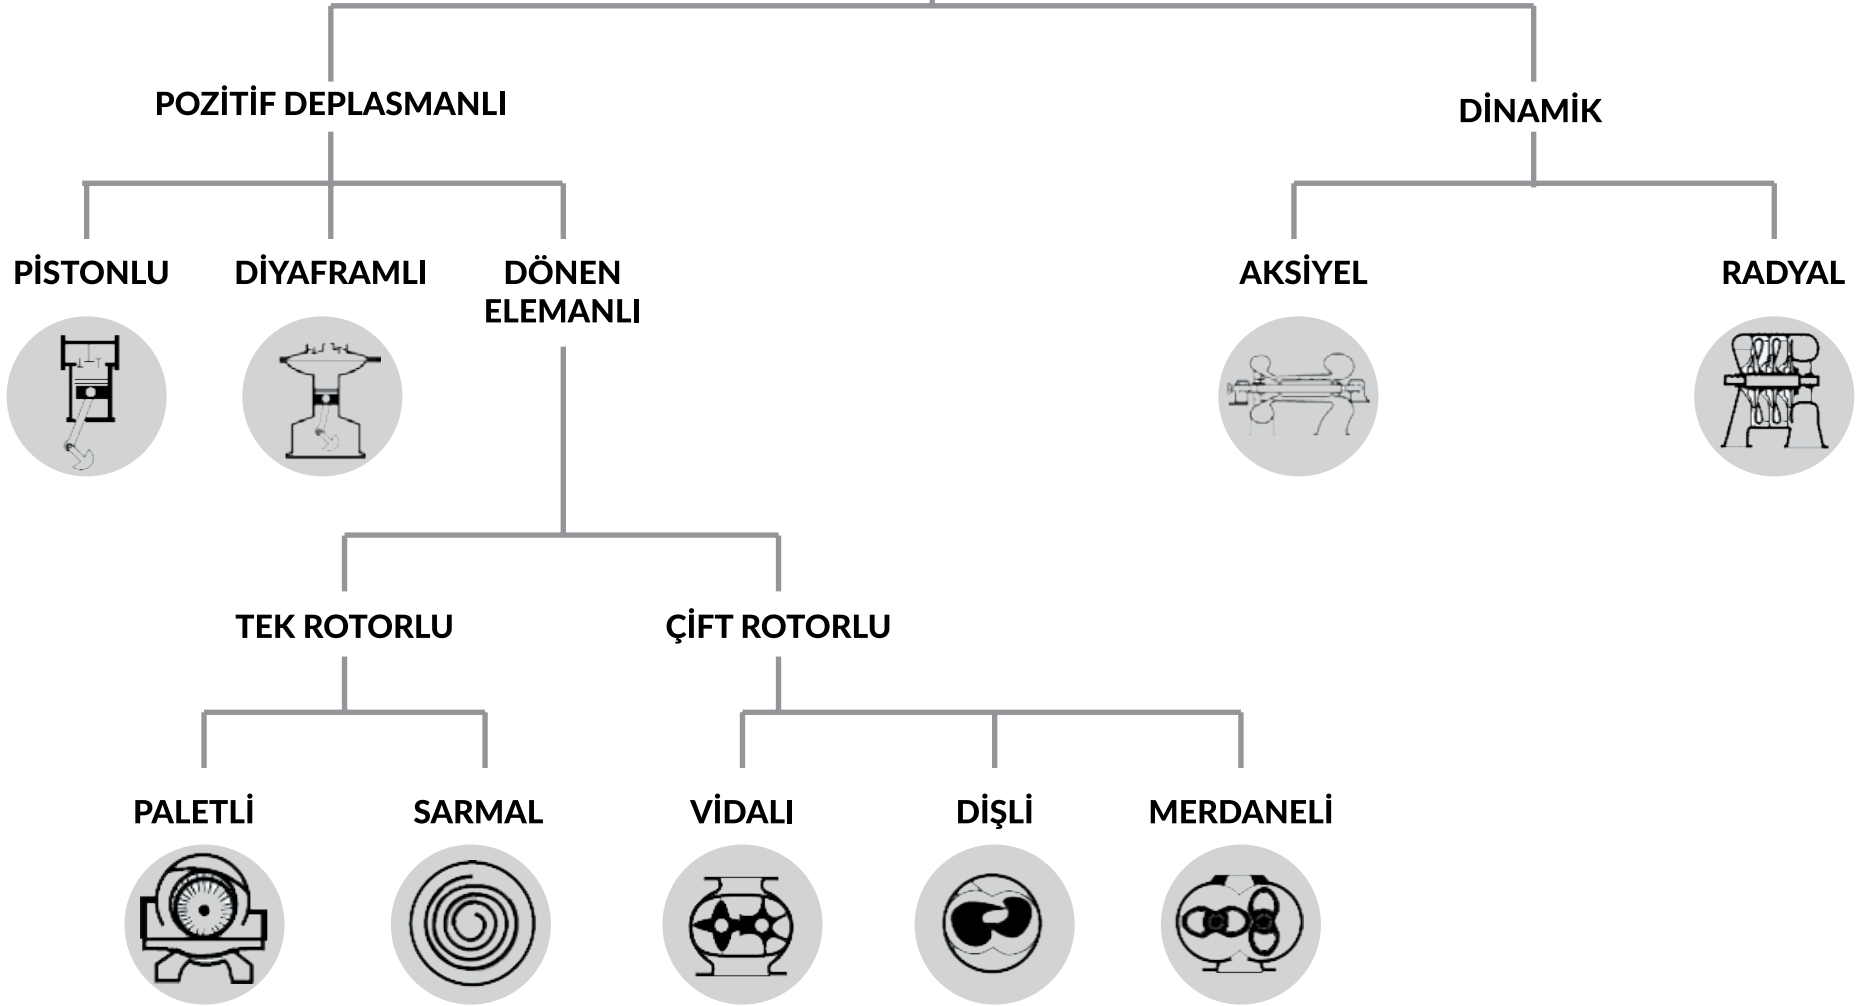 POZİTİF DEPLASMANLI
DİNAMİK
PİSTONLU
DİYAFRAMLI
DÖNEN
ELEMANLI
AKSİYEL
RADYAL
TEK ROTORLU
ÇİFT ROTORLU
PALETLİ
SARMAL
VİDALI
DİŞLİ
MERDANELİ